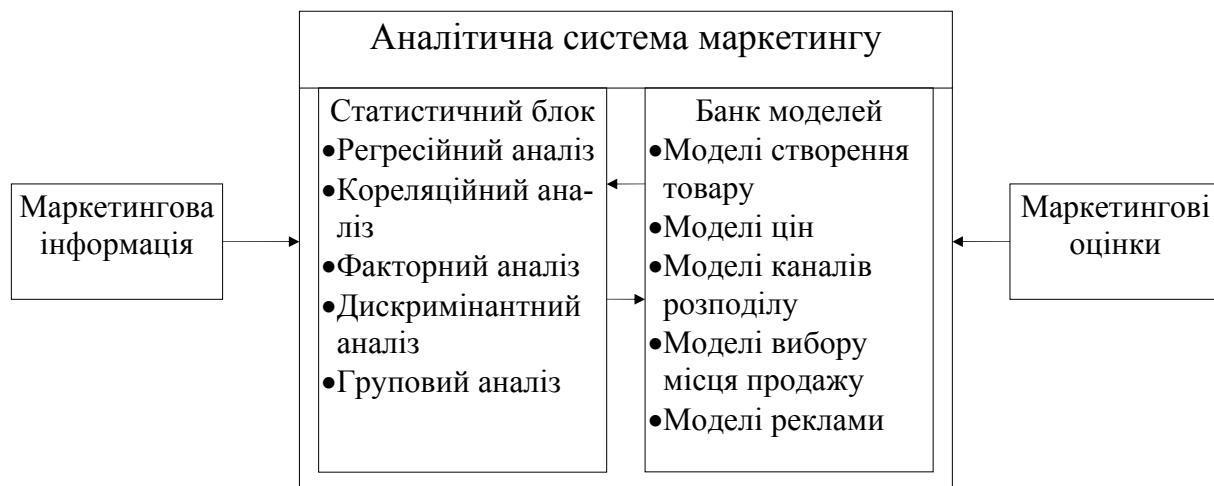 Аналітична система маркетингу
Маркетингова
інформація
Статистичний блок
•Регресійний аналіз
•Кореляційний ана-
ліз
•Факторний аналіз
•Дискримінантний
аналіз
•Груповий аналіз
Банк моделей
•Моделі створення
товару
•Моделі цін
•Моделі каналів
розподілу
•Моделі вибору
місця продажу
•Моделі реклами
Маркетингові
оцінки